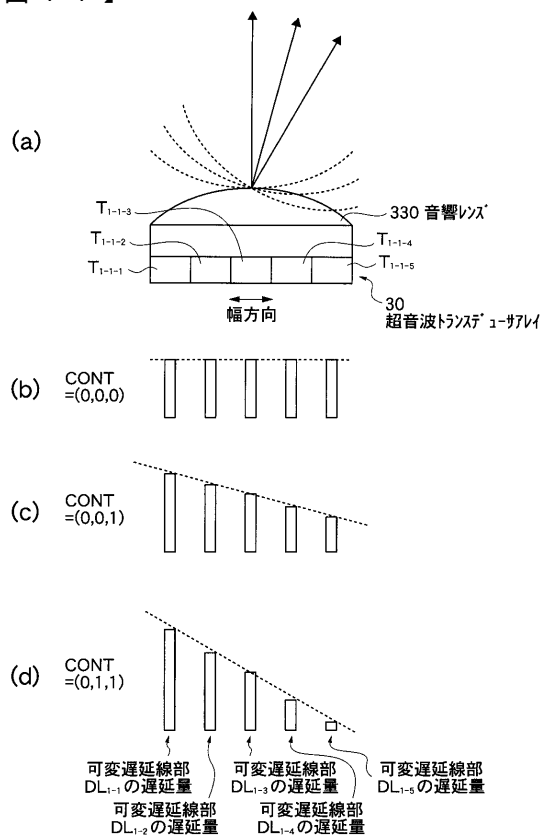 (a)
T₁₋₁₋₃
T₁₋₁₋₂
T₁₋₁₋₁
330 音響レンズ
T₁₋₁₋₄
T₁₋₁₋₅
幅方向
30
超音波トランスデューサアレイ
(b) CONT
=(0,0,0)
(c) CONT
=(0,0,1)
(d) CONT
=(0,1,1)
可変遅延線部
DL₁₋₁の遅延量
可変遅延線部
DL₁₋₂の遅延量
可変遅延線部
DL₁₋₃の遅延量
可変遅延線部
DL₁₋₄の遅延量
可変遅延線部
DL₁₋₅の遅延量